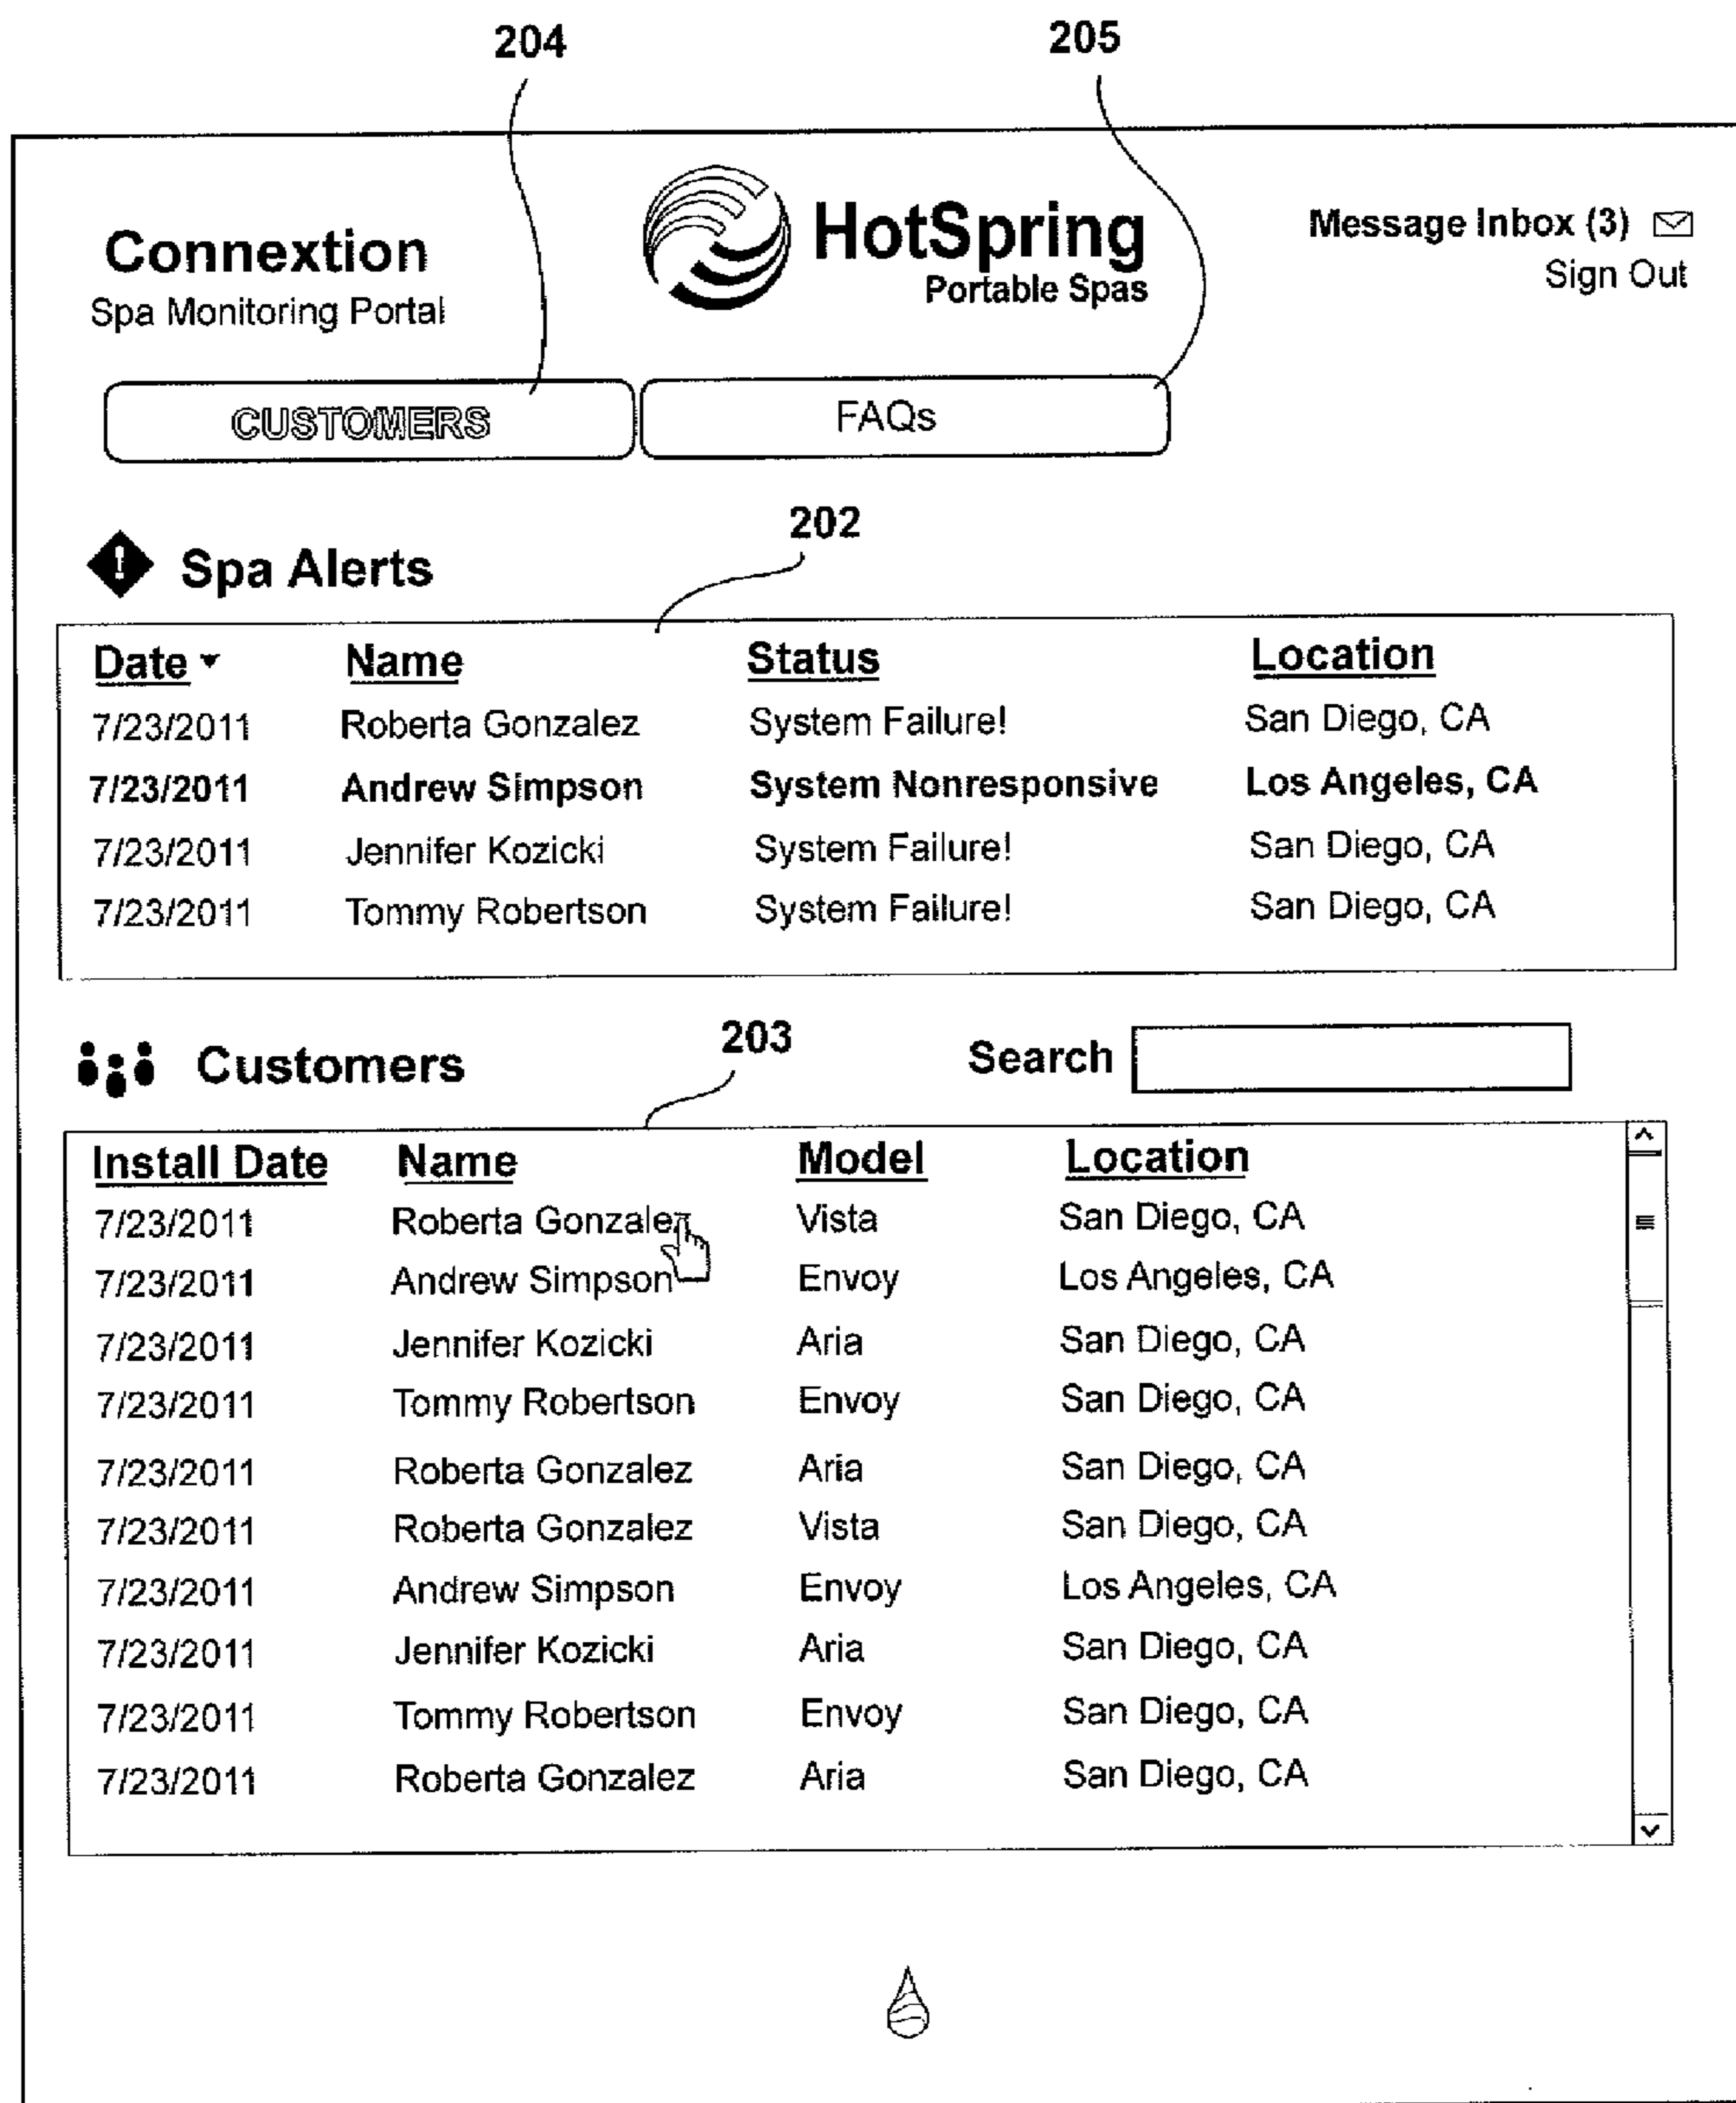 204 205
Connextion
Spa Monitoring Portal
HotSpring
Portable Spas
Message Inbox (3)
Sign Out
CUSTOMERS FAQs
202
Spa Alerts
Date Name Status Location
7/23/2011 Roberta Gonzalez System Failure! San Diego, CA
7/23/2011 Andrew Simpson System Nonresponsive Los Angeles, CA
7/23/2011 Jennifer Kozicki System Failure! San Diego, CA
7/23/2011 Tommy Robertson System Failure! San Diego, CA
Customers 203 Search
Install Date Name Model Location
7/23/2011 Roberta Gonzalez Vista San Diego, CA
7/23/2011 Andrew Simpson Envoy Los Angeles, CA
7/23/2011 Jennifer Kozicki Aria San Diego, CA
7/23/2011 Tommy Robertson Envoy San Diego, CA
7/23/2011 Roberta Gonzalez Aria San Diego, CA
7/23/2011 Roberta Gonzalez Vista San Diego, CA
7/23/2011 Andrew Simpson Envoy Los Angeles, CA
7/23/2011 Jennifer Kozicki Aria San Diego, CA
7/23/2011 Tommy Robertson Envoy San Diego, CA
7/23/2011 Roberta Gonzalez Aria San Diego, CA